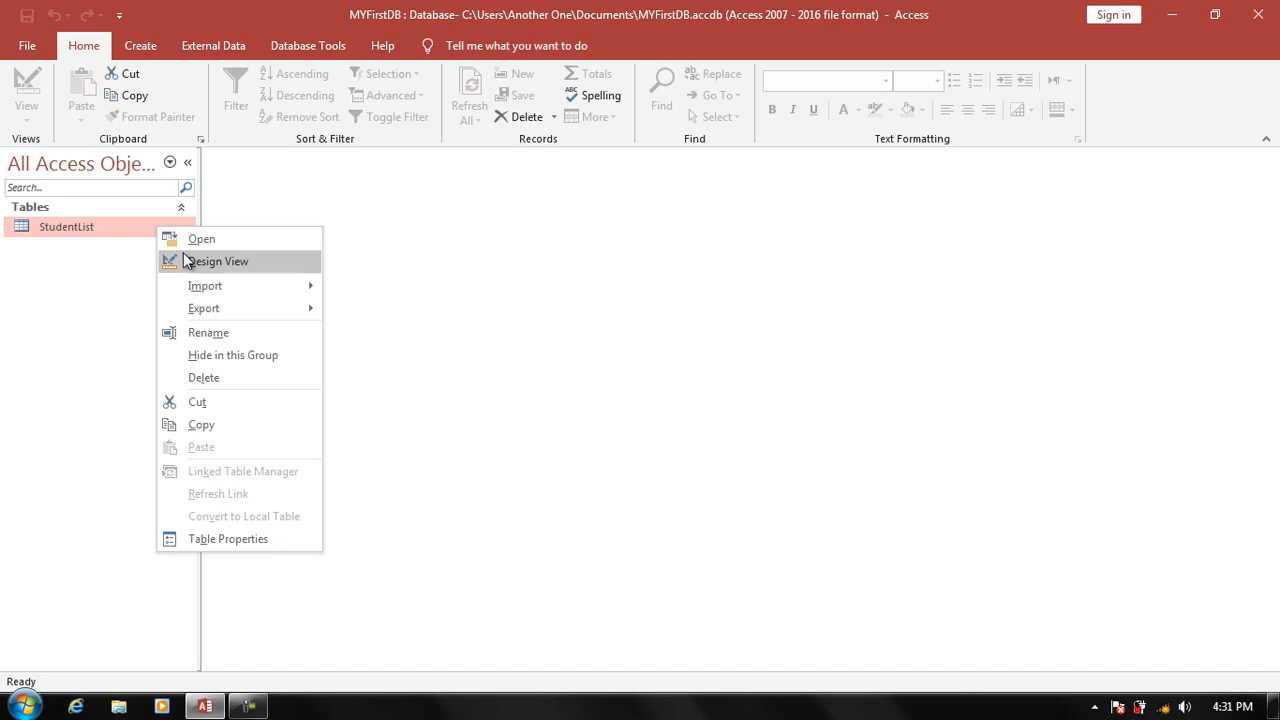 MYFirstDB : Database- C:\Users\Another One\Documents\MYFirstDB.accdb (Access 2007 - 2016 file format) - Access
Sign in
File Home Create External Data Database Tools Help Tell me what you want to do
View
Views
Paste
Cut
Copy
Format Painter
Clipboard
Filter
Ascending
Descending
Remove Sort
Selection
Advanced
Toggle Filter
Sort & Filter
Refresh
All
New
Save
Delete
Totals
Spelling
More
Records
Find
Replace
Go To
Select
Find
Text Formatting
All Access Obje...
Search...
Tables
StudentList
Open
Design View
Import
Export
Rename
Hide in this Group
Delete
Cut
Copy
Paste
Linked Table Manager
Refresh Link
Convert to Local Table
Table Properties
Ready
4:31 PM